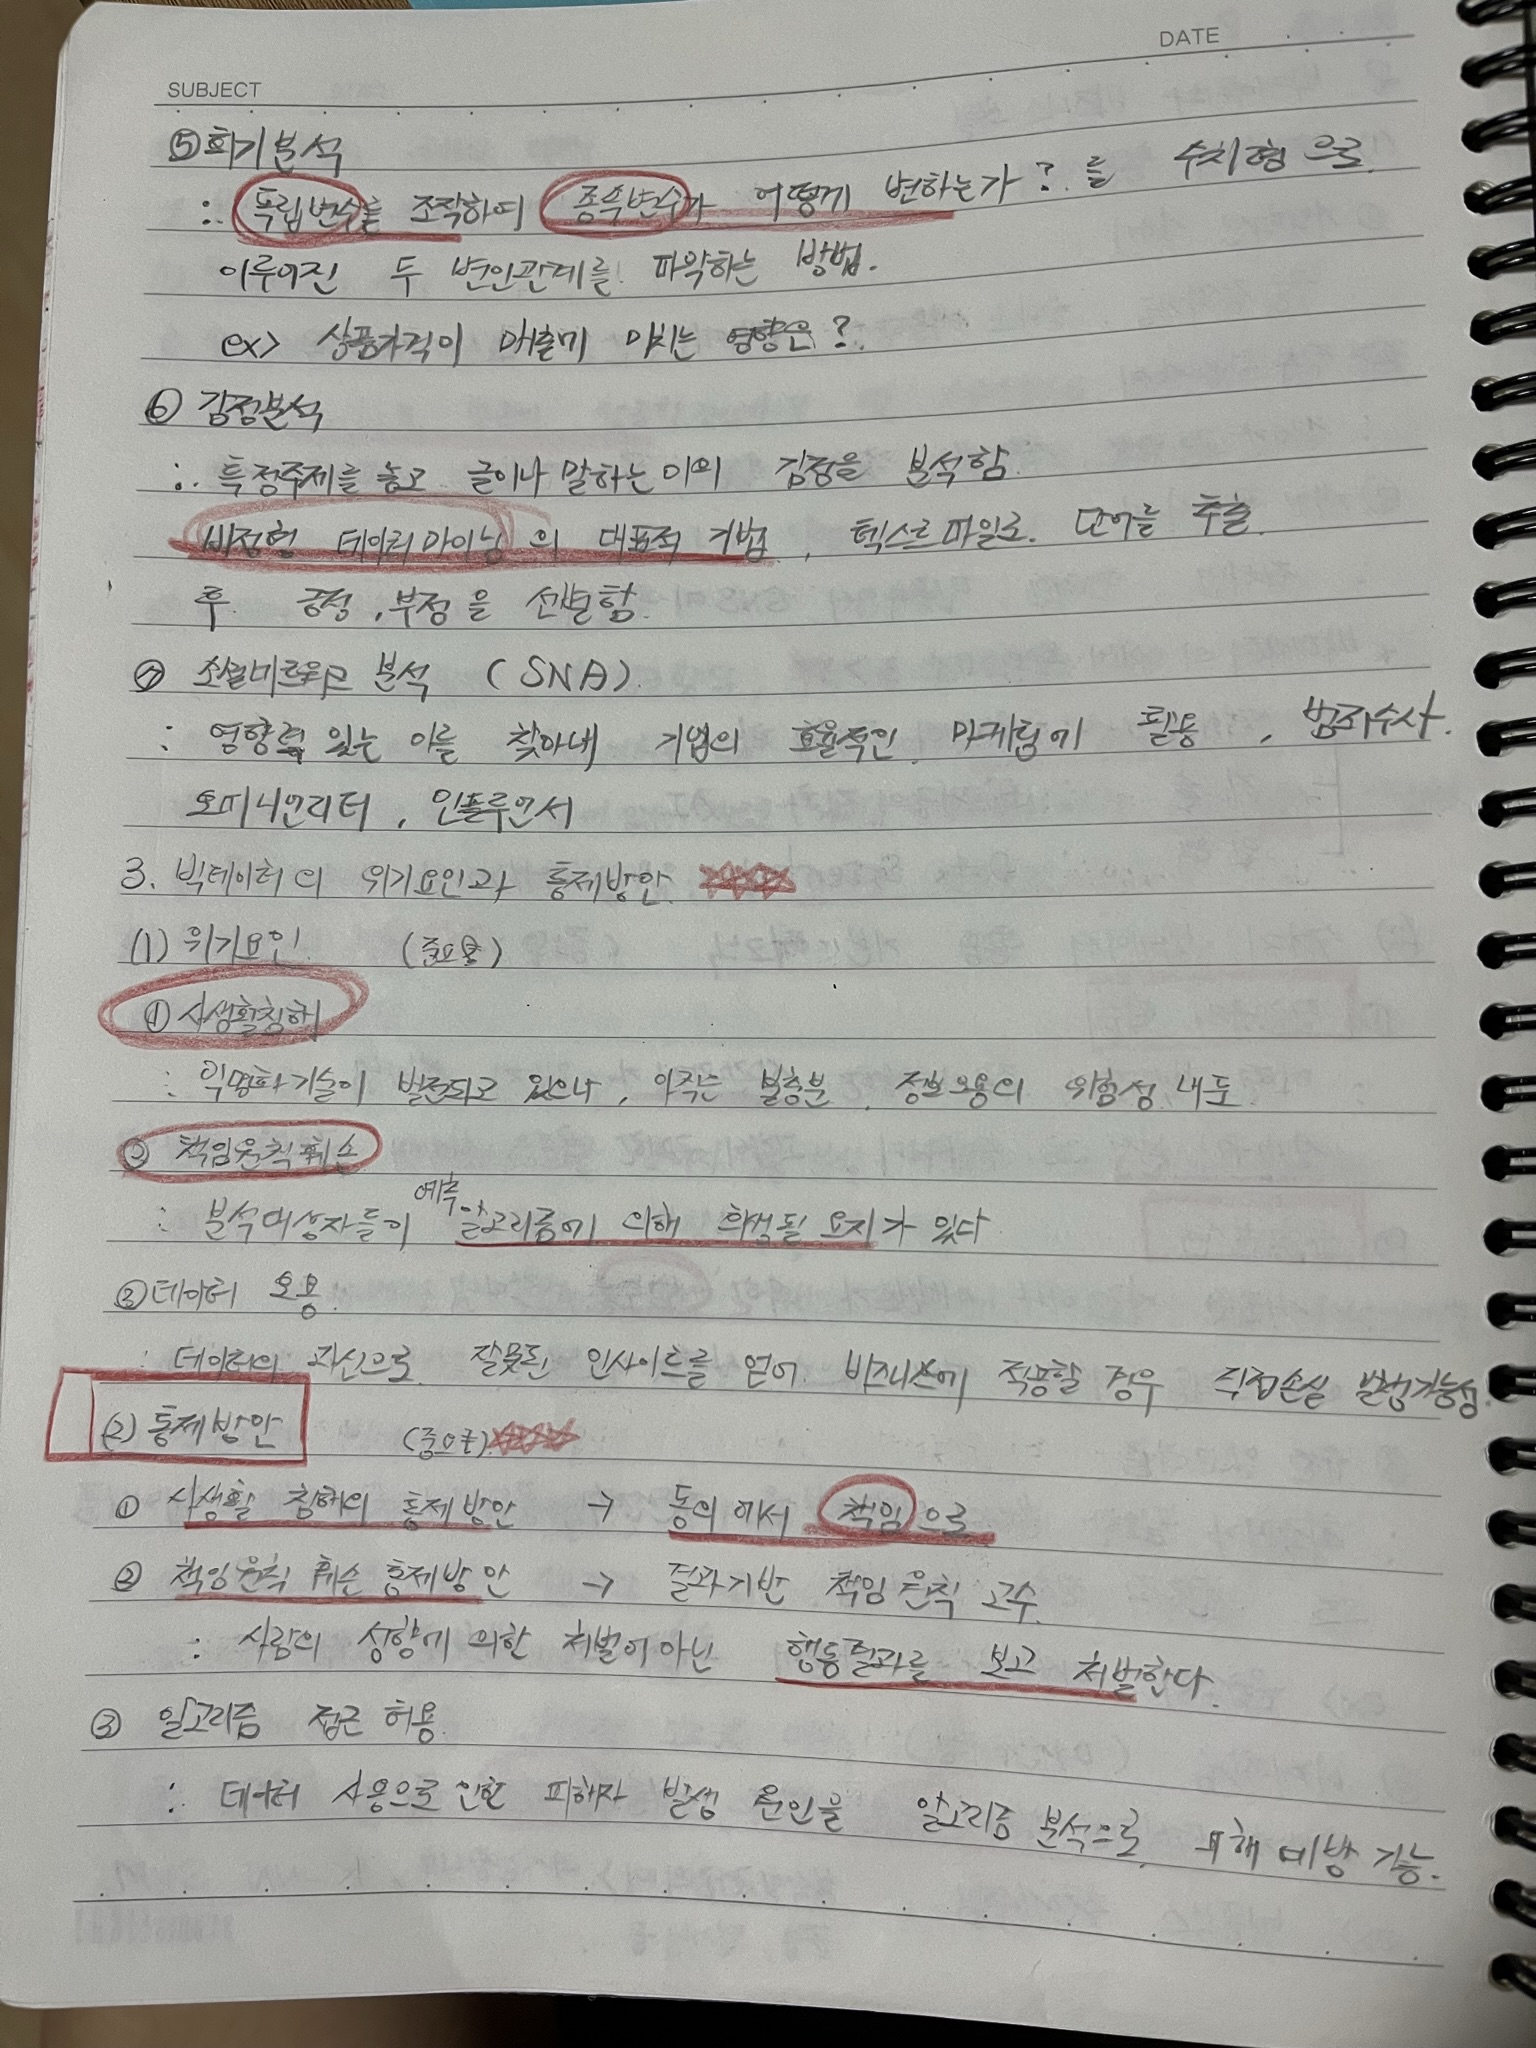 SUBJECT
DATE
⑤ 회기분석
: 독립변수를 조작하여 종속변수가 어떻게 변하는가? 를 수치형으로
이루어진 두 변인관계를 파악하는 방법.
ex> 상품가격이 매출에 미치는 영향은?
⑥ 감정분석
: 특정주제를 놓고 글이나 말하는이의 감정을 분석함.
비정형 데이터마이닝의 대표적 기법, 텍스트파일로 단어를 추출
후 긍정, 부정을 선별함.
⑦ 소셜네트워크 분석 (SNA)
: 영향력 있는 이를 찾아내 기업의 효율적인 마케팅에 활용, 범죄수사.
오피니언리더, 인플루언서
3. 빅데이터의 위기요인과 통제방안
(1) 위기요인 (중요)
① 사생활침해
: 익명화기술이 발전되고 있으나, 아직은 불충분, 정보오용의 위험성 내포
② 책임원칙훼손
: 분석대상자들이 예측알고리즘에 의해 희생될 요지가 있다
③ 데이터 오용
: 데이터의 과신으로 잘못된 인사이트를 얻어 비즈니스에 적용할 경우 직접손실 발생가능성.
(2) 통제방안 (중요)
① 사생활 침해의 통제방안 → 동의에서 책임으로
② 책임원칙 훼손 통제방안 → 결과기반 책임원칙 고수.
: 사람의 성향에 의한 처벌이 아닌 행동결과를 보고 처벌한다.
③ 알고리즘 접근 허용.
: 데이터 사용으로 인한 피해자 발생 원인을 알고리즘 분석으로 피해 예방 가능.